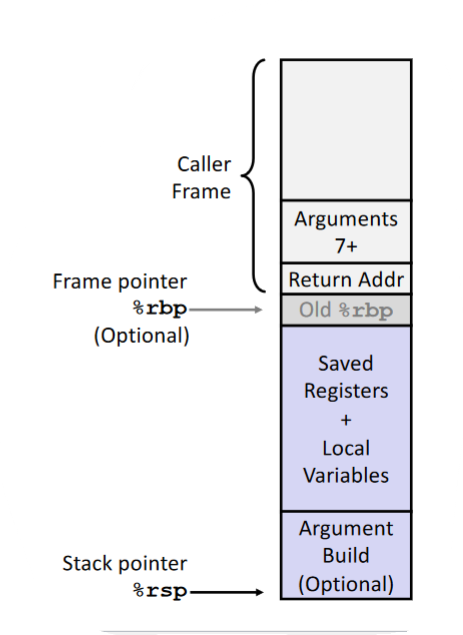 Caller
Frame
Arguments
7+
Return Addr
Frame pointer
%rbp
(Optional)
Old %rbp
Saved
Registers
+
Local
Variables
Argument
Build
(Optional)
Stack pointer
%rsp